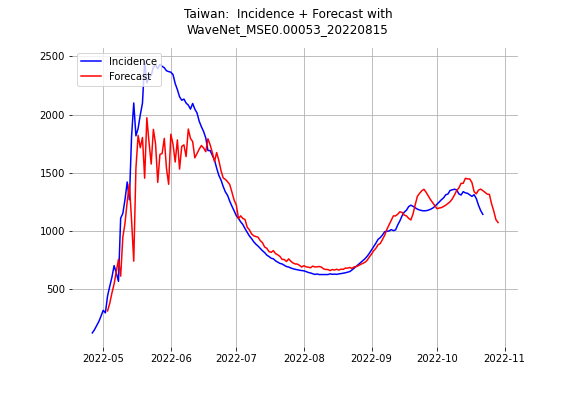 Taiwan:  Incidence + Forecast with
WaveNet_MSE0.00053_20220815
Incidence
Forecast
2500
2000
1500
1000
500
2022-05 2022-06 2022-07 2022-08 2022-09 2022-10 2022-11